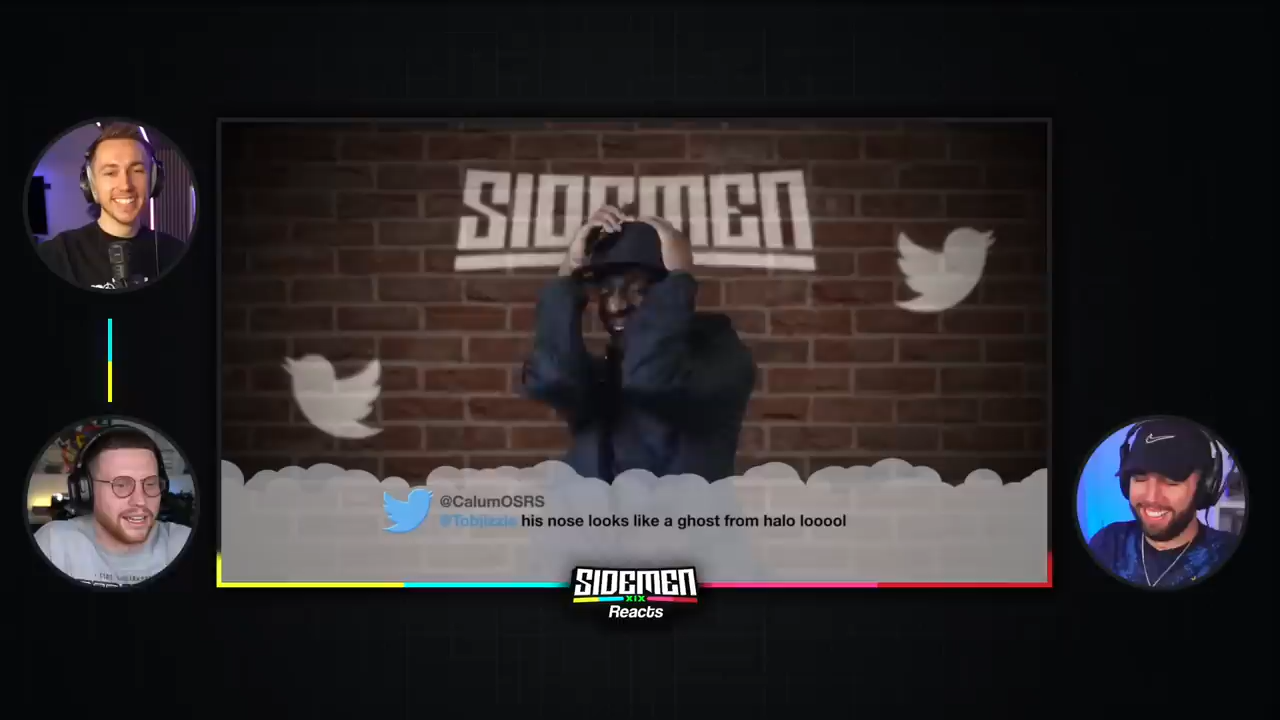 SIDEMEN
@CalumOSRS
@Tobjizzle his nose looks like a ghost from halo looool
SIDEMEN
XIX
Reacts